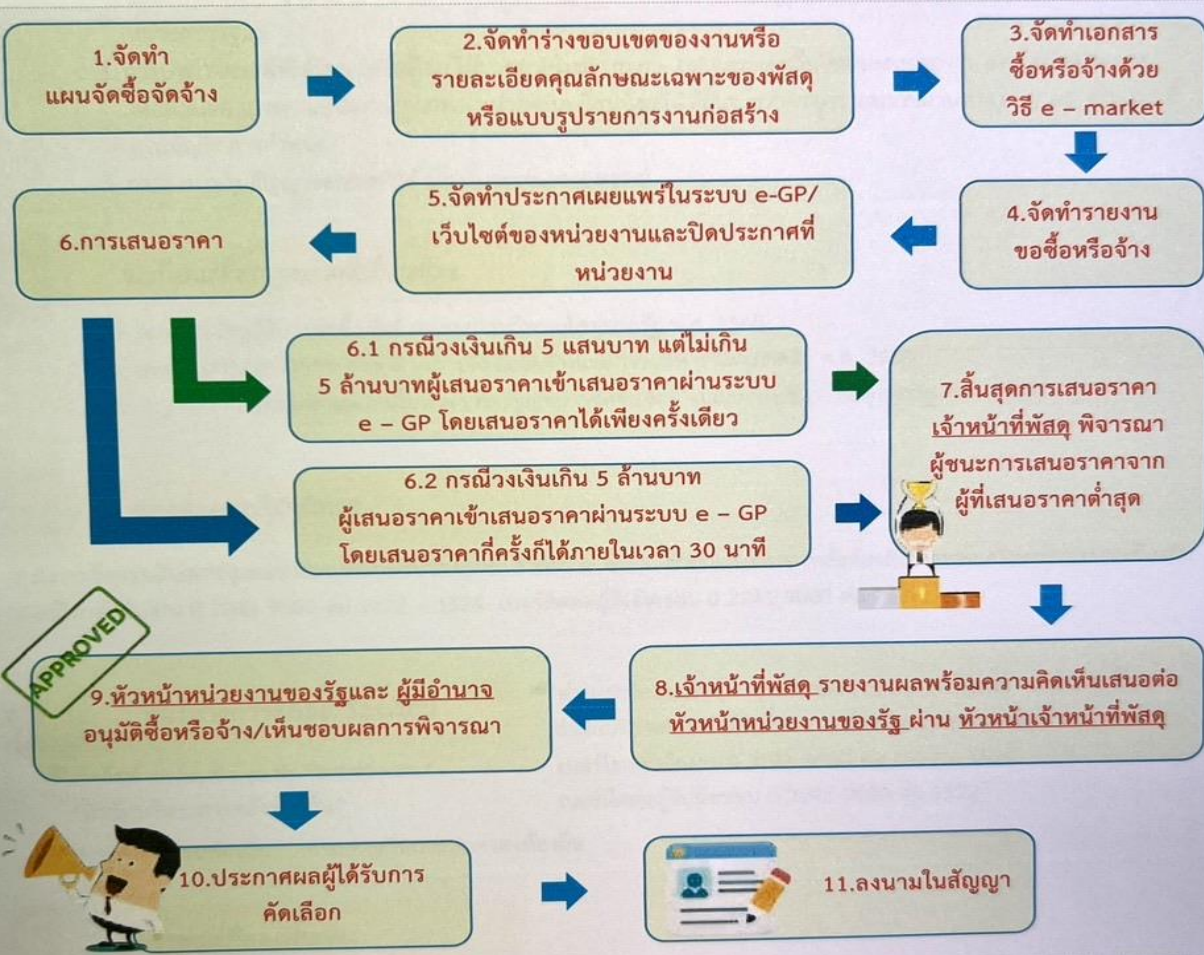 1.จัดทำ
แผนจัดซื้อจัดจ้าง
2.จัดทำร่างขอบเขตของงานหรือ
รายละเอียดคุณลักษณะเฉพาะของพัสดุ
หรือแบบรูปรายการงานก่อสร้าง
3.จัดทำเอกสาร
ซื้อหรือจ้างด้วย
วิธี e – market
4.จัดทำรายงาน
ขอซื้อหรือจ้าง
5.จัดทำประกาศเผยแพร่ในระบบ e-GP/
เว็บไซต์ของหน่วยงานและปิดประกาศที่
หน่วยงาน
6.การเสนอราคา
6.1 กรณีวงเงินเกิน 5 แสนบาท แต่ไม่เกิน
5 ล้านบาทผู้เสนอราคาเข้าเสนอราคาผ่านระบบ
e – GP โดยเสนอราคาได้เพียงครั้งเดียว
6.2 กรณีวงเงินเกิน 5 ล้านบาท
ผู้เสนอราคาเข้าเสนอราคาผ่านระบบ e – GP
โดยเสนอราคากี่ครั้งก็ได้ภายในเวลา 30 นาที
7.สิ้นสุดการเสนอราคา
เจ้าหน้าที่พัสดุ พิจารณา
ผู้ชนะการเสนอราคาจาก
ผู้ที่เสนอราคาต่ำสุด
8.เจ้าหน้าที่พัสดุ รายงานผลพร้อมความคิดเห็นเสนอต่อ
หัวหน้าหน่วยงานของรัฐ ผ่าน หัวหน้าเจ้าหน้าที่พัสดุ
APPROVED
9.หัวหน้าหน่วยงานของรัฐและ ผู้มีอำนาจ
อนุมัติซื้อหรือจ้าง/เห็นชอบผลการพิจารณา
10.ประกาศผลผู้ได้รับการ
คัดเลือก
11.ลงนามในสัญญา